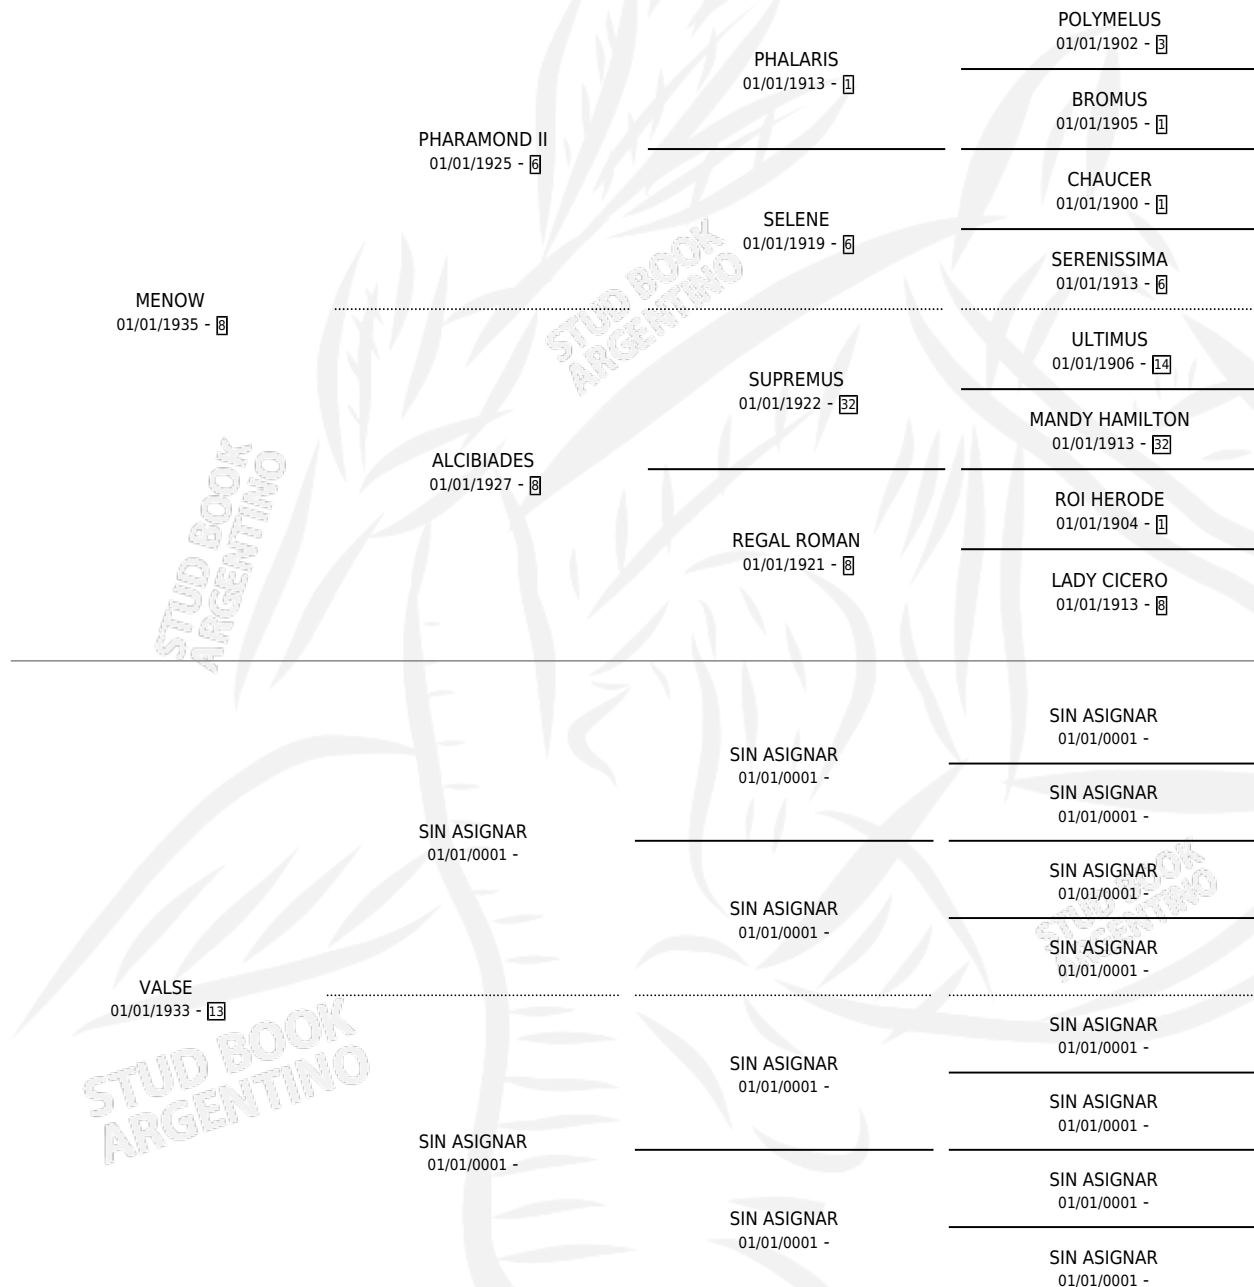 POLYMELUS
01/01/1902 - 3
PHALARIS
01/01/1913 - 1
BROMUS
01/01/1905 - 1
PHARAMOND II
01/01/1925 - 6
CHAUCER
01/01/1900 - 1
SELENE
01/01/1919 - 6
SERENISSIMA
01/01/1913 - 6
MENOW
01/01/1935 - 8
ULTIMUS
01/01/1906 - 14
SUPREMUS
01/01/1922 - 32
MANDY HAMILTON
01/01/1913 - 32
ALCIBIADES
01/01/1927 - 8
ROI HERODE
01/01/1904 - 1
REGAL ROMAN
01/01/1921 - 8
LADY CICERO
01/01/1913 - 8
SIN ASIGNAR
01/01/0001 -
SIN ASIGNAR
01/01/0001 -
SIN ASIGNAR
01/01/0001 -
SIN ASIGNAR
01/01/0001 -
SIN ASIGNAR
01/01/0001 -
SIN ASIGNAR
01/01/0001 -
SIN ASIGNAR
01/01/0001 -
VALSE
01/01/1933 - 13
SIN ASIGNAR
01/01/0001 -
SIN ASIGNAR
01/01/0001 -
SIN ASIGNAR
01/01/0001 -
SIN ASIGNAR
01/01/0001 -
SIN ASIGNAR
01/01/0001 -
SIN ASIGNAR
01/01/0001 -
SIN ASIGNAR
01/01/0001 -
STUD BOOK
ARGENTINO
STUD BOOK
ARGENTINO
STUD BOOK
ARGENTINO
STUD BOOK
ARGENTINO